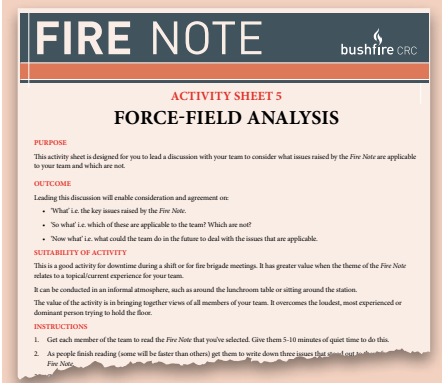 FIRE NOTE
bushfire CRC
ACTIVITY SHEET 5
FORCE-FIELD ANALYSIS
PURPOSE
This activity sheet is designed for you to lead a discussion with your team to consider what issues raised by the Fire Note are applicable
to your team and which are not.
OUTCOME
Leading this discussion will enable consideration and agreement on:
• 'What' i.e. the key issues raised by the Fire Note.
• 'So what' i.e. which of these are applicable to the team? Which are not?
• 'Now what' i.e. what could the team do in the future to deal with the issues that are applicable.
SUITABILITY OF ACTIVITY
This is a good activity for downtime during a shift or for fire brigade meetings. It has greater value when the theme of the Fire Note
relates to a topical/current experience for your team.
It can be conducted in an informal atmosphere, such as around the lunchroom table or sitting around the station.
The value of the activity is in bringing together views of all members of your team. It overcomes the loudest, most experienced or
dominant person trying to hold the floor.
INSTRUCTIONS
1. Get each member of the team to read the Fire Note that you've selected. Give them 5-10 minutes of quiet time to do this.
2. As people finish reading (some will be faster than others) get them to write down three issues that stand out to
Fire Note.